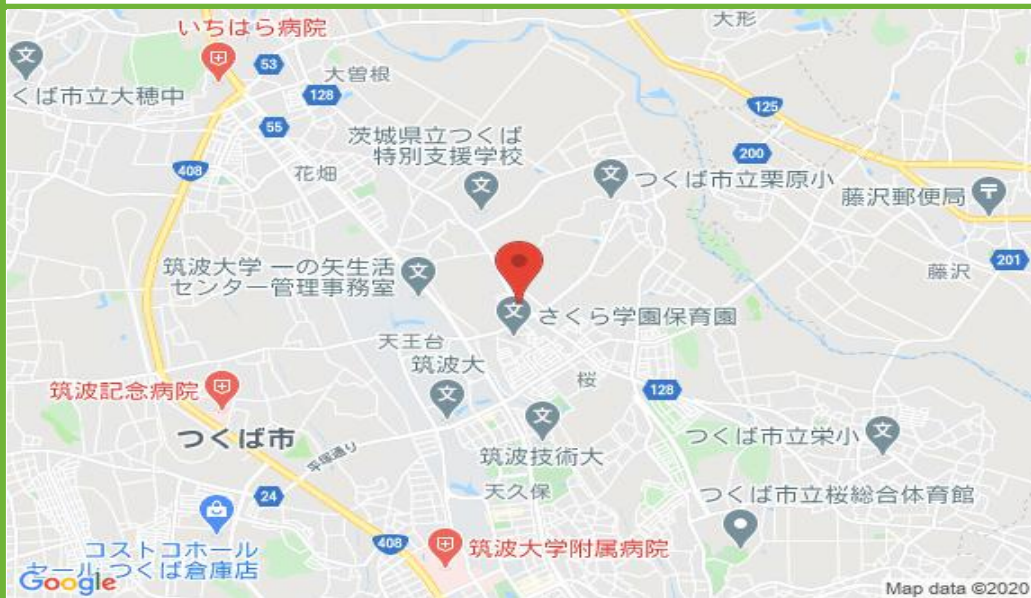 大形
いちはら病院
53
大曽根
つくば市立大穂中
128
125
55
茨城県立つくば
特別支援学校
200
408
花畑
つくば市立栗原小
藤沢郵便局
201
筑波大学 一の矢生活
センター管理事務室
藤沢
さくら学園保育園
天王台
筑波大
桜
128
筑波記念病院
つくば市
つくば市立栄小
平塚通り
筑波技術大
24
天久保
つくば市立桜総合体育館
コストコホール
セール つくば倉庫店
408
筑波大学附属病院
Google
Map data ©2020